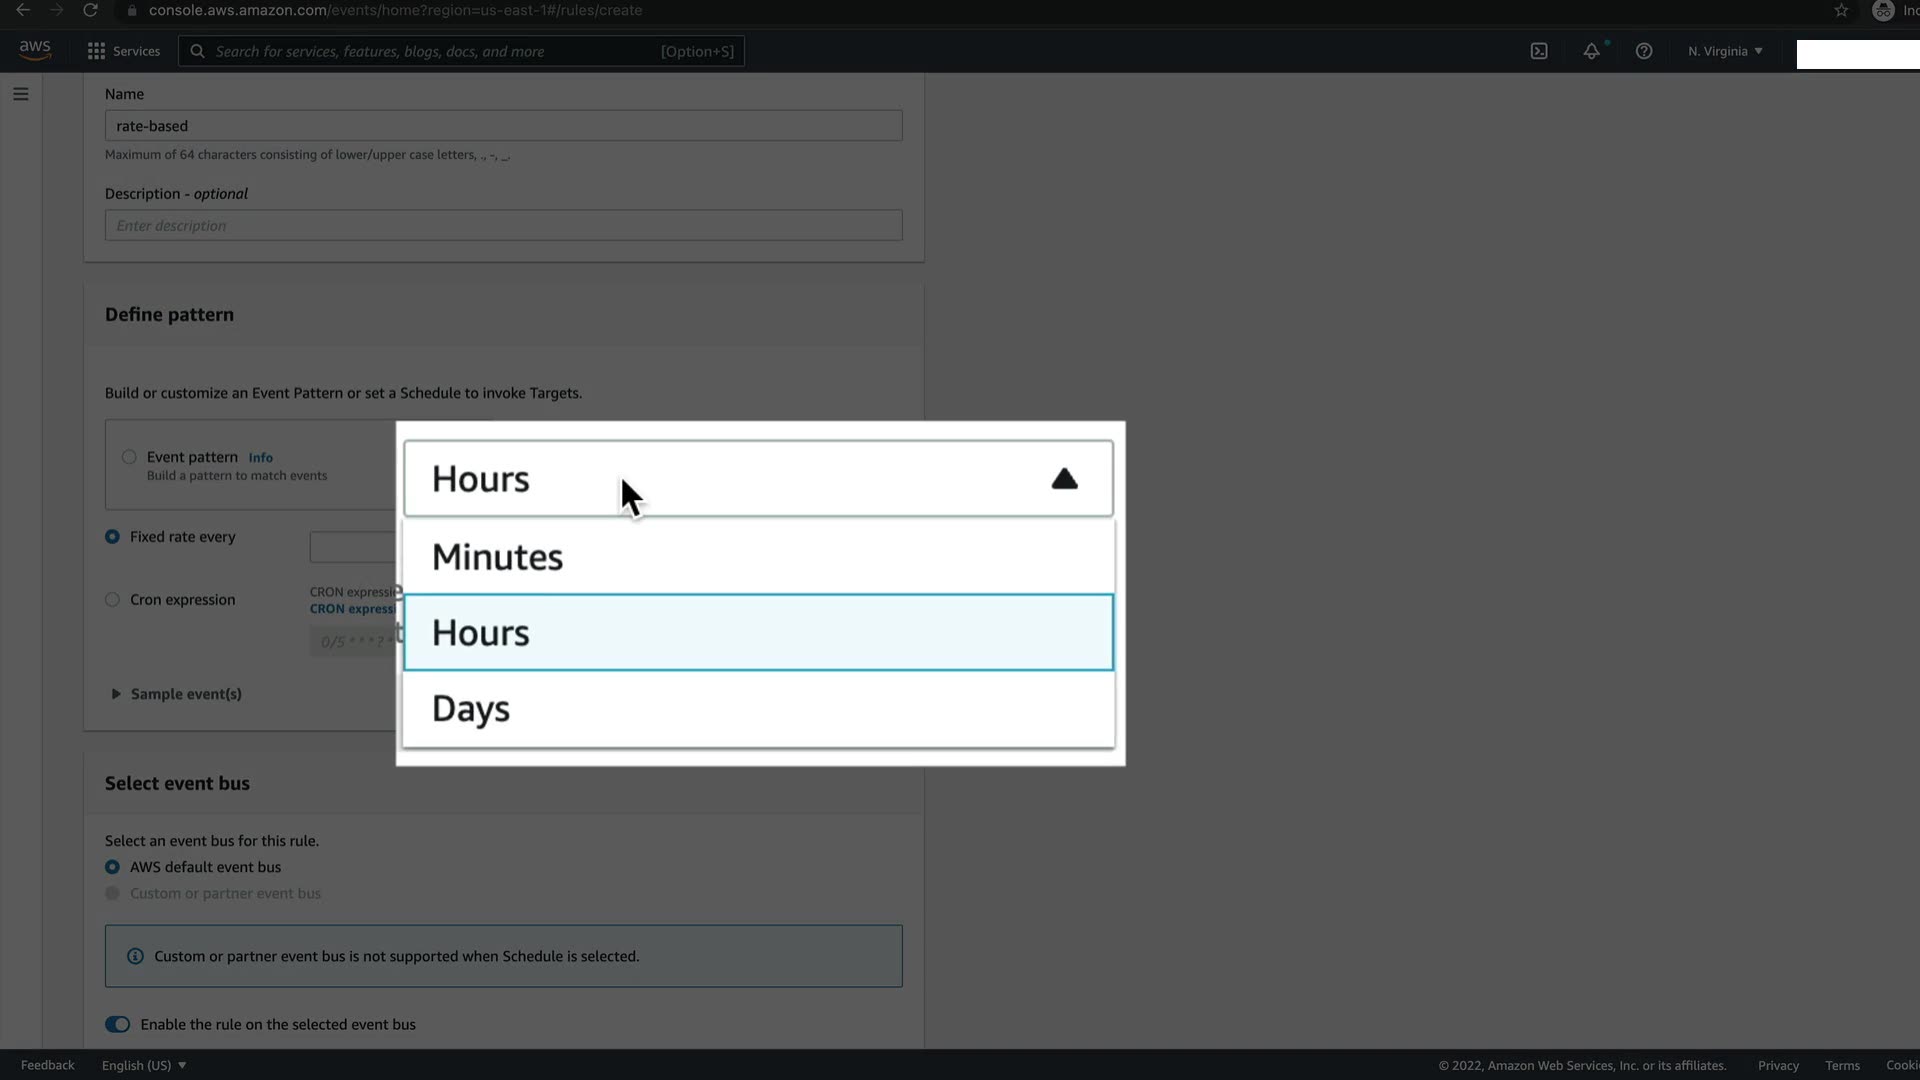 console.aws.amazon.com/events/home?region=us-east-1#/rules/create
aws
Services
Search for services, features, blogs, docs, and more
[Option+S]
N. Virginia
Name
rate-based
Maximum of 64 characters consisting of lower/upper case letters, ., -, _.
Description - optional
Enter description
Define pattern
Build or customize an Event Pattern or set a Schedule to invoke Targets.
Event pattern Info
Build a pattern to match events
Fixed rate every
Cron expression
CRON
CRON
0/5 * * * ? *
Hours
Minutes
Hours
Days
Sample event(s)
Select event bus
Select an event bus for this rule.
AWS default event bus
Custom or partner event bus
Custom or partner event bus is not supported when Schedule is selected.
Enable the rule on the selected event bus
Feedback
English (US)
© 2022, Amazon Web Services, Inc. or its affiliates.
Privacy
Terms